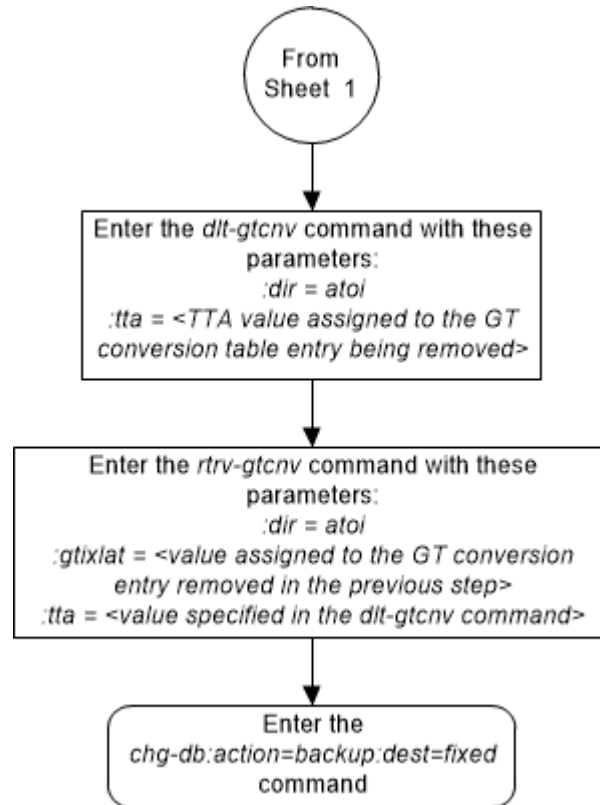 From
Sheet 1
Enter the dlt-gtcnv command with these
parameters:
:dir = atoi
:tta = <TTA value assigned to the GT
conversion table entry being removed>
Enter the rtrv-gtcnv command with these
parameters:
:dir = atoi
:gtixlat = <value assigned to the GT conversion
entry removed in the previous step>
:tta = <value specified in the dlt-gtcnv command>
Enter the
chg-db:action=backup:dest=fixed
command